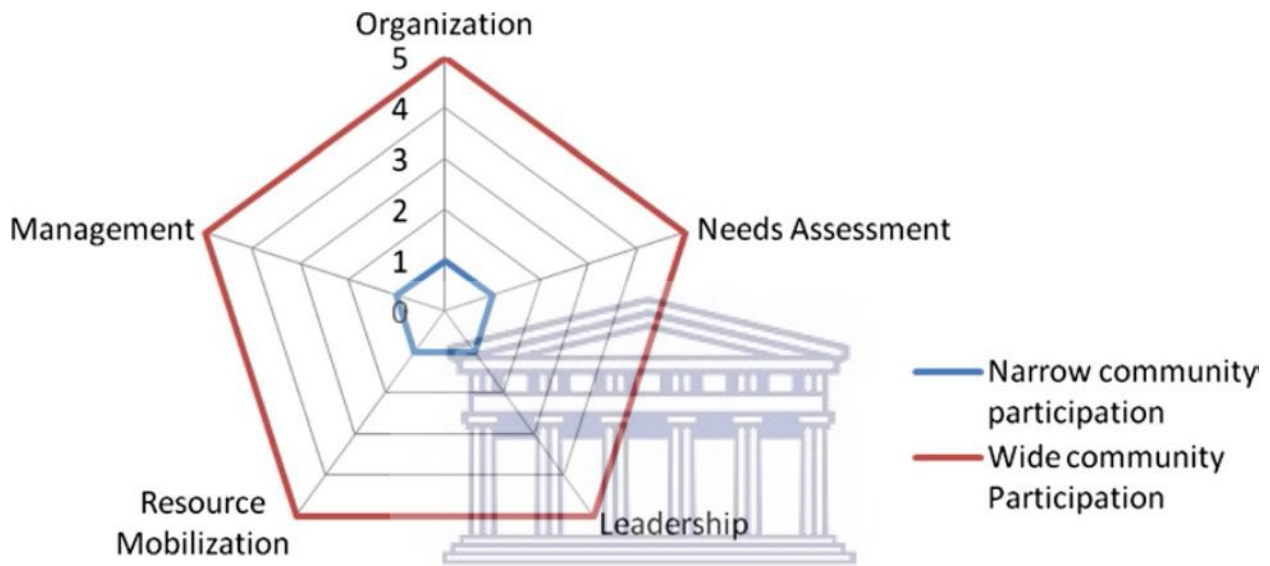 Organization
5
4
3
2
1
0
Management
Needs Assessment
Resource
Mobilization
Leadership
Narrow community
participation
Wide community
Participation